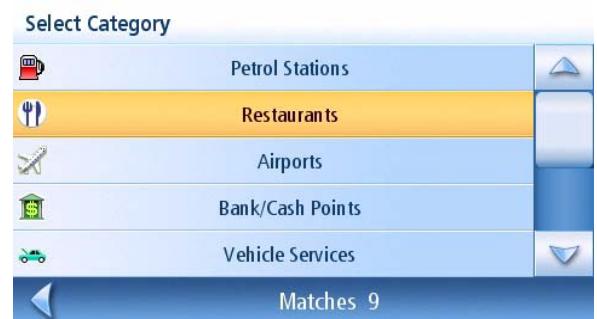 Select Category
Petrol Stations
Restaurants
Airports
Bank/Cash Points
Vehicle Services
Matches 9